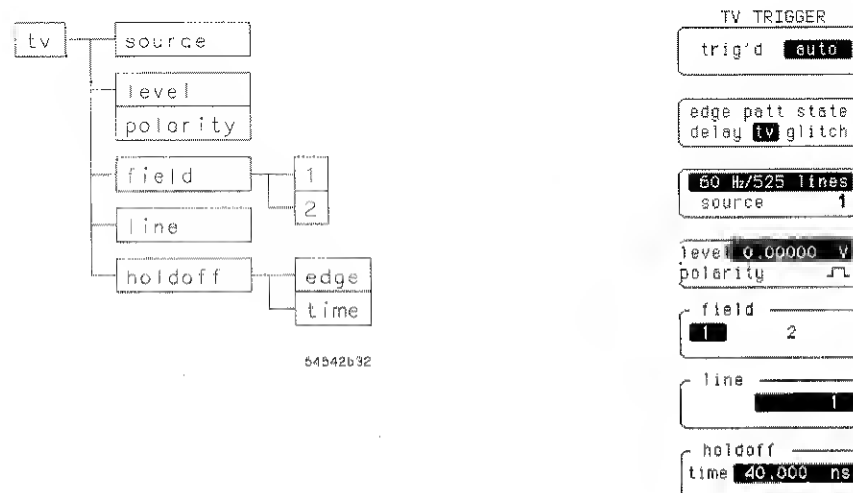 tv
source
level
polarity
field
1
2
line
holdoff
edge
time
54542b32
TV TRIGGER
trig'd auto
edge patt state
delay tv glitch
60 Hz/525 lines
source 1
level 0.00000 V
polarity
field
1 2
line
1
holdoff
time 40.000 ns